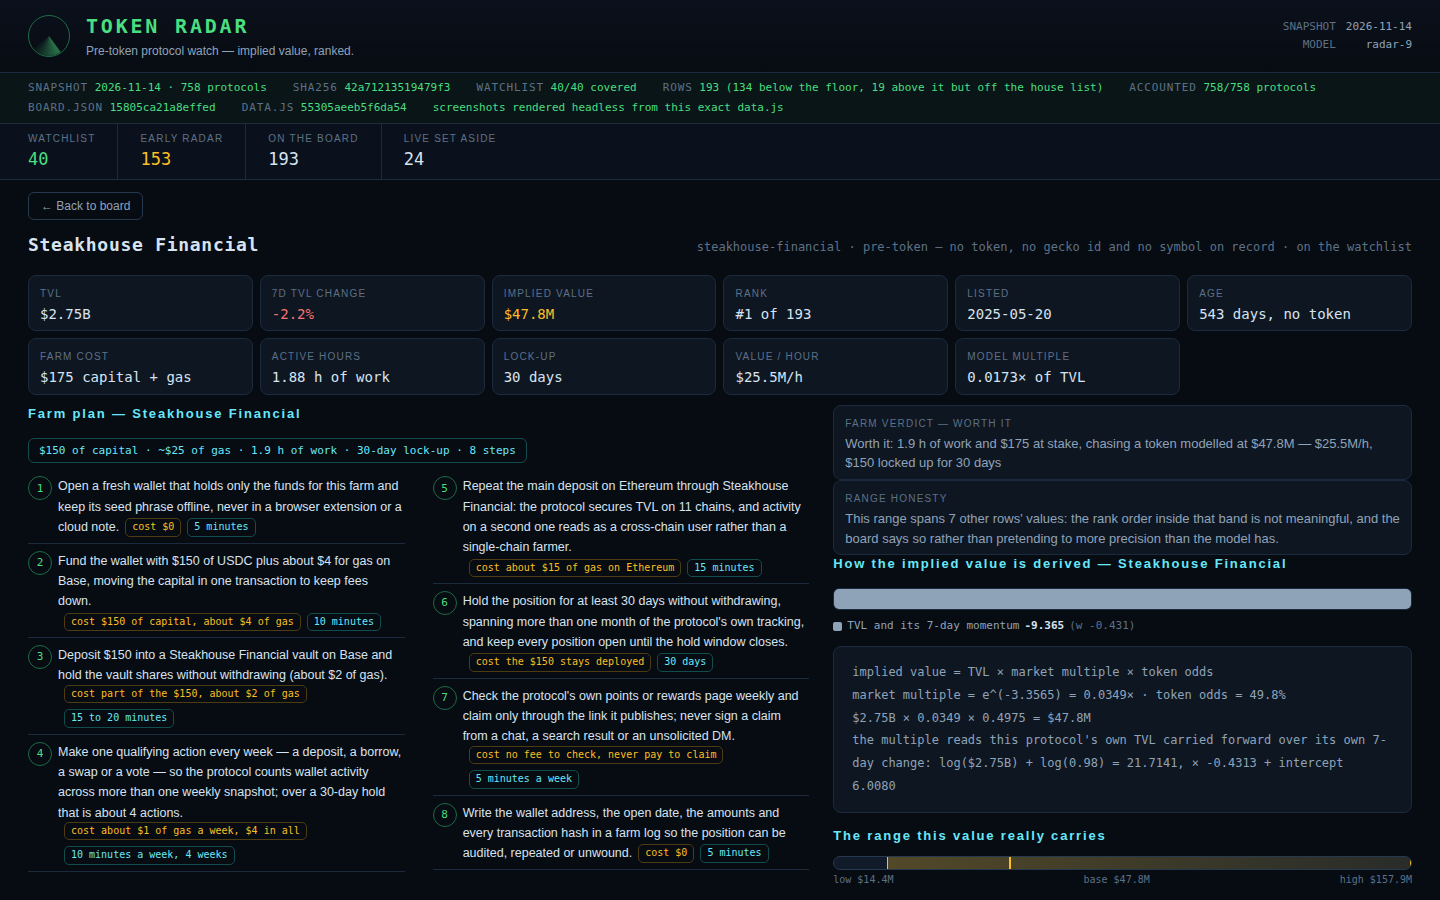 TOKEN RADAR
Pre-token protocol watch — implied value, ranked.
SNAPSHOT 2026-11-14
MODEL radar-9
SNAPSHOT 2026-11-14 · 758 protocols SHA256 42a71213519479f3 WATCHLIST 40/40 covered ROWS 193 (134 below the floor, 19 above it but off the house list) ACCOUNTED 758/758 protocols
BOARD.JSON 15805ca21a8effed DATA.JS 55305aeeb5f6da54 screenshots rendered headless from this exact data.js
WATCHLIST
40
EARLY RADAR
153
ON THE BOARD
193
LIVE SET ASIDE
24
← Back to board
Steakhouse Financial
steakhouse-financial · pre-token — no token, no gecko id and no symbol on record · on the watchlist
TVL
$2.75B
7D TVL CHANGE
-2.2%
IMPLIED VALUE
$47.8M
RANK
#1 of 193
LISTED
2025-05-20
AGE
543 days, no token
FARM COST
$175 capital + gas
ACTIVE HOURS
1.88 h of work
LOCK-UP
30 days
VALUE / HOUR
$25.5M/h
MODEL MULTIPLE
0.0173× of TVL
Farm plan — Steakhouse Financial
$150 of capital · ~$25 of gas · 1.9 h of work · 30-day lock-up · 8 steps
1
Open a fresh wallet that holds only the funds for this farm and
keep its seed phrase offline, never in a browser extension or a
cloud note. cost $0 5 minutes
2
Fund the wallet with $150 of USDC plus about $4 for gas on
Base, moving the capital in one transaction to keep fees
down.
cost $150 of capital, about $4 of gas 10 minutes
3
Deposit $150 into a Steakhouse Financial vault on Base and
hold the vault shares without withdrawing (about $2 of gas).
cost part of the $150, about $2 of gas
15 to 20 minutes
4
Make one qualifying action every week — a deposit, a borrow,
a swap or a vote — so the protocol counts wallet activity
across more than one weekly snapshot; over a 30-day hold
that is about 4 actions.
cost about $1 of gas a week, $4 in all
10 minutes a week, 4 weeks
5
Repeat the main deposit on Ethereum through Steakhouse
Financial: the protocol secures TVL on 11 chains, and activity
on a second one reads as a cross-chain user rather than a
single-chain farmer.
cost about $15 of gas on Ethereum 15 minutes
6
Hold the position for at least 30 days without withdrawing,
spanning more than one month of the protocol's own tracking,
and keep every position open until the hold window closes.
cost the $150 stays deployed 30 days
7
Check the protocol's own points or rewards page weekly and
claim only through the link it publishes; never sign a claim
from a chat, a search result or an unsolicited DM.
cost no fee to check, never pay to claim
5 minutes a week
8
Write the wallet address, the open date, the amounts and
every transaction hash in a farm log so the position can be
audited, repeated or unwound. cost $0 5 minutes
FARM VERDICT — WORTH IT
Worth it: 1.9 h of work and $175 at stake, chasing a token modelled at $47.8M — $25.5M/h,
$150 locked up for 30 days
RANGE HONESTY
This range spans 7 other rows' values: the rank order inside that band is not meaningful, and the
board says so rather than pretending to more precision than the model has.
How the implied value is derived — Steakhouse Financial
TVL and its 7-day momentum -9.365 (w -0.431)
implied value = TVL × market multiple × token odds
market multiple = e^(-3.3565) = 0.0349× · token odds = 49.8%
$2.75B × 0.0349 × 0.4975 = $47.8M
the multiple reads this protocol's own TVL carried forward over its own 7-
day change: log($2.75B) + log(0.98) = 21.7141, × -0.4313 + intercept
6.0080
The range this value really carries
low $14.4M
base $47.8M
high $157.9M